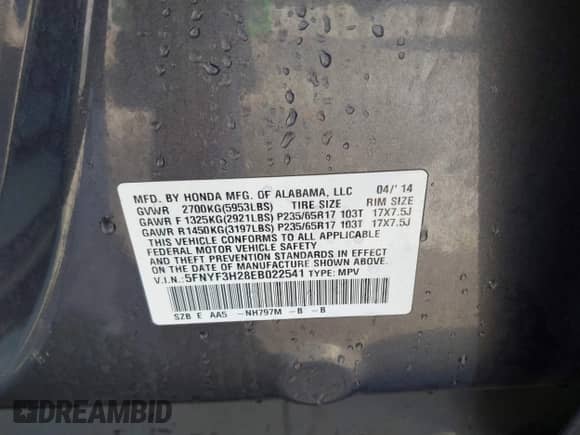 MFD. BY HONDA MFG. OF ALABAMA, LLC 04/'14
GVWR 2700KG(5953LBS) TIRE SIZE RIM SIZE
GAWR F 1325KG(2921LBS) P235/65R17 103T 17X7.5J
GAWR R 1450KG(3197LBS) P235/65R17 103T 17X7.5J
THIS VEHICLE CONFORMS TO ALL APPLICABLE
FEDERAL MOTOR VEHICLE SAFETY
AND THEFT PREVENTION STANDARDS IN EFFECT
ON THE DATE OF MANUFACTURE SHOWN ABOVE.
V.I.N.: 5FNYF3H28EB022541 TYPE: MPV
SZB E AA5 -NH797M -B -B
DREAMBID